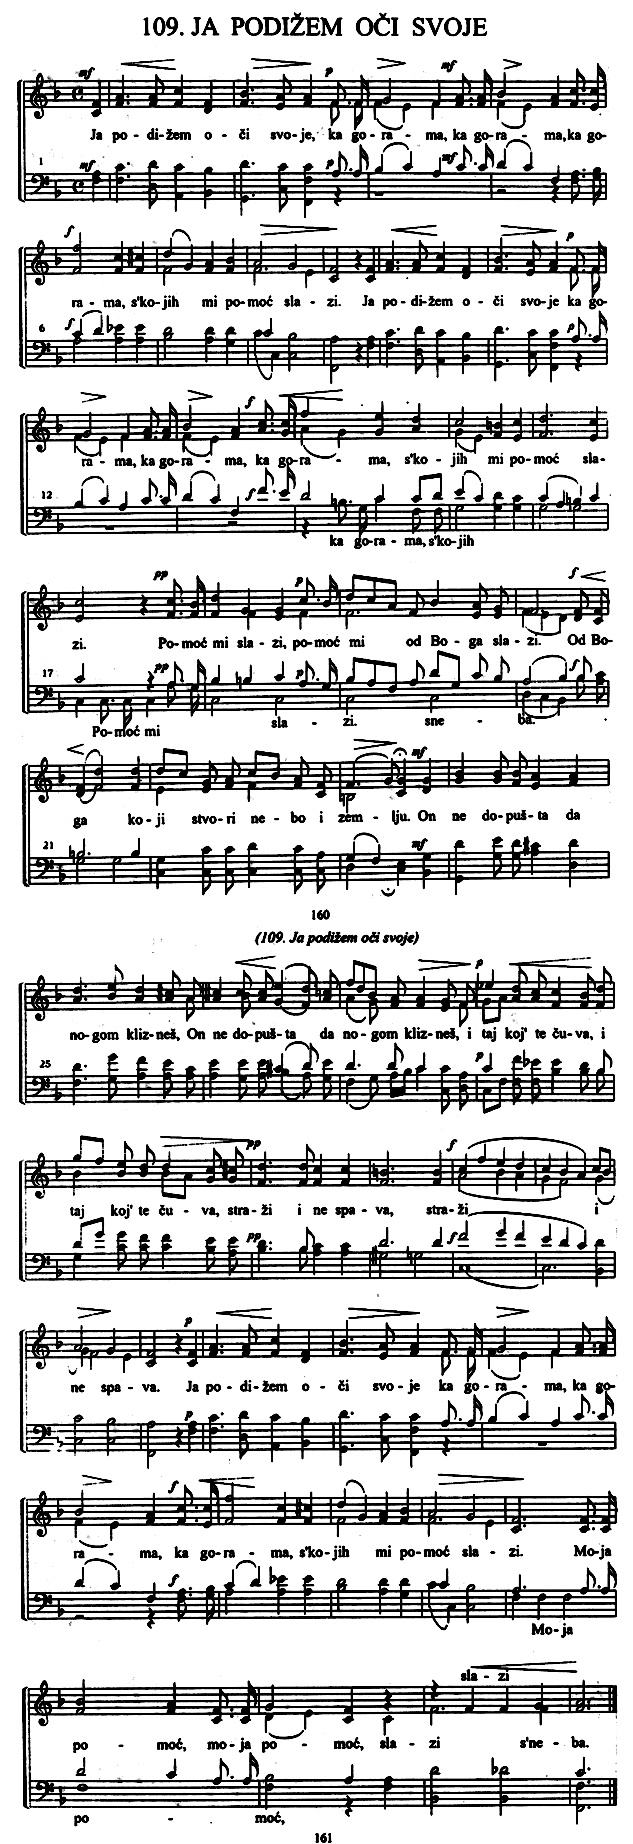 109. JA PODIŽEM OČI SVOJE
mf p mf
Ja po - di - žem o - či svo - je, ka go - ra - ma, ka go - ra - ma, ka go-
1 mf p mf
f p
ra - ma, s'ko - jih mi po - moć sla - zi. Ja po - di - žem o - či svo - je ka go-
6 f p
f
ra - ma, ka go - ra - ma, ka go - ra - ma, s'ko - jih mi po - moć sla-
12 f
ka go - ra - ma, s'ko - jih
pp p f
zi. Po - moć mi sla - zi, po - moć mi od Bo - ga sla - zi. Od Bo-
17 pp p f
Po - moć mi sla - zi. sne - ba.
mf
ga ko - ji stvo - ri ne - bo i zem - lju. On ne do - puš - ta da
21 mf
160
(109. Ja podižem oči svoje)
p
no - gom kliz - neš, On ne do - puš - ta da no - gom kliz - neš, i taj koj' te ču - va, i
25 p
pp f
taj koj' te ču - va, stra - ži i ne spa - va, stra - ži i
pp f
p
ne spa - va. Ja po - di - žem o - či svo - je ka go - ra - ma, ka go-
p
f
ra - ma, ka go - ra - ma, s'ko - jih mi po - moć sla - zi. Mo - ja
f
Mo - ja
sla - zi
po - moć, mo - ja po - moć, sla - zi s'ne - ba.
po - moć,
161